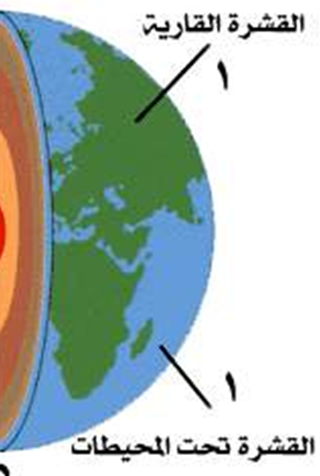 القشرة القارية
١
١
القشرة تحت المحيطات